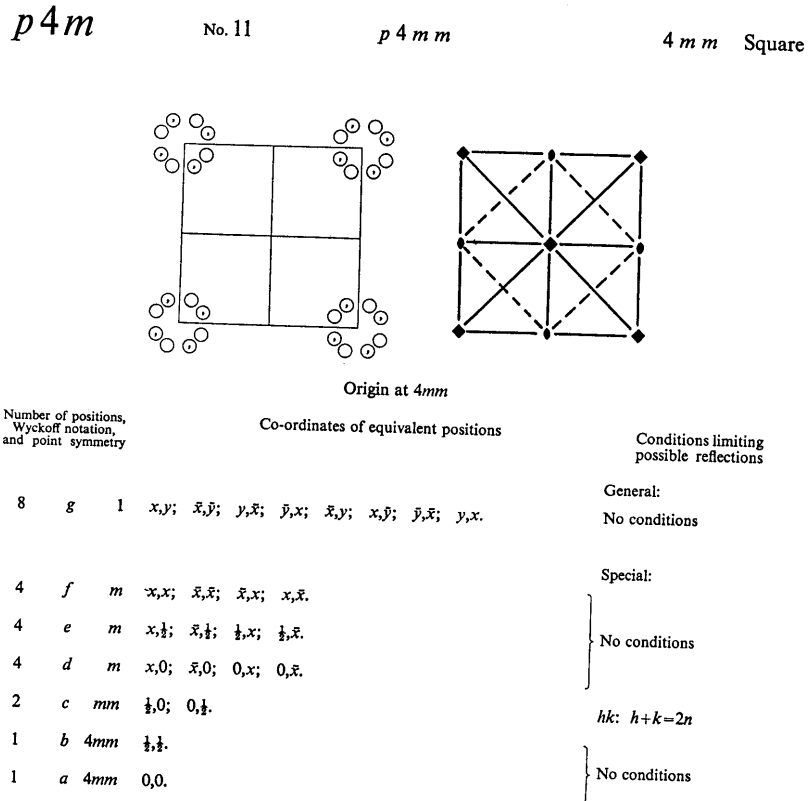 p4m No. 11 p 4 m m 4 m m Square
Origin at 4mm
Number of positions,
Wyckoff notation,
and point symmetry
Co-ordinates of equivalent positions
Conditions limiting
possible reflections
General:
8 g 1 x,y; x̄,ȳ; y,x̄; ȳ,x; x̄,y; x,ȳ; ȳ,x̄; y,x. No conditions
Special:
4 f m x,x; x̄,x̄; x̄,x; x,x̄.
4 e m x,½; x̄,½; ½,x; ½,x̄. No conditions
4 d m x,0; x̄,0; 0,x; 0,x̄.
2 c mm ½,0; 0,½. hk: h+k=2n
1 b 4mm ½,½.
No conditions
1 a 4mm 0,0.